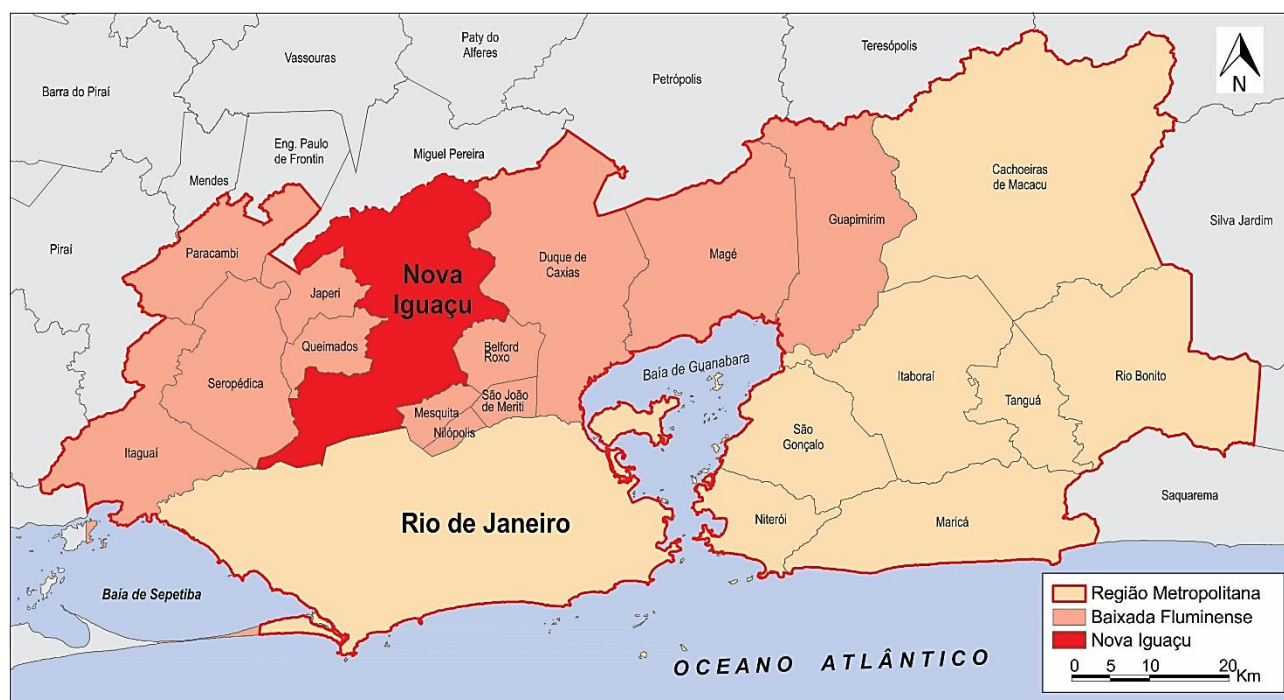 Vassouras
Paty do
Alferes
Teresópolis
Petrópolis
N
Barra do Piraí
Eng. Paulo
de Frontin
Mendes
Miguel Pereira
Cachoeiras
de Macacu
Silva Jardim
Piraí
Paracambi
Guapimirim
Duque de
Caxias
Magé
Nova
Iguaçu
Japeri
Queimados
Belford
Roxo
Baía de Guanabara
Seropédica
Itaboraí
Rio Bonito
São João
de Meriti
Mesquita
Nilópolis
Tanguá
São
Gonçalo
Itaguaí
Saquarema
Rio de Janeiro
Niterói
Maricá
Baía de Sepetiba
OCEANO ATLÂNTICO
Região Metropolitana
Baixada Fluminense
Nova Iguaçu
0 5 10 20
Km